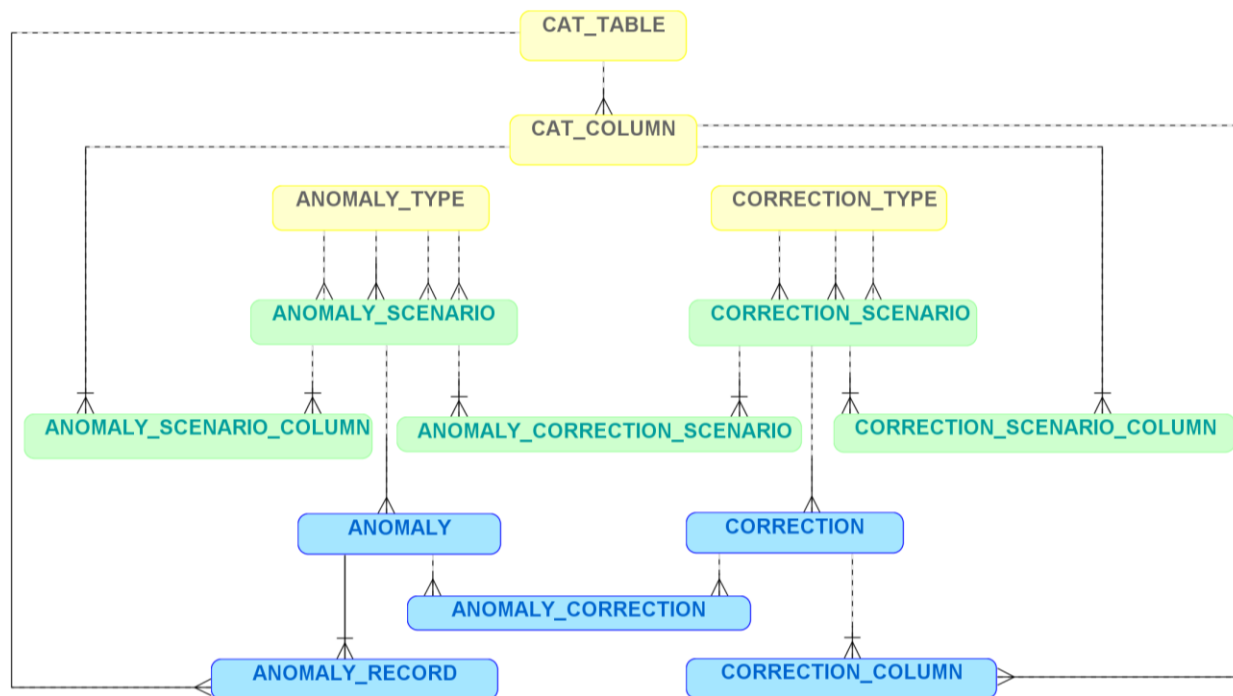 CAT_TABLE
CAT_COLUMN
ANOMALY_TYPE
CORRECTION_TYPE
ANOMALY_SCENARIO
CORRECTION_SCENARIO
ANOMALY_SCENARIO_COLUMN
ANOMALY_CORRECTION_SCENARIO
CORRECTION_SCENARIO_COLUMN
ANOMALY
CORRECTION
ANOMALY_CORRECTION
ANOMALY_RECORD
CORRECTION_COLUMN